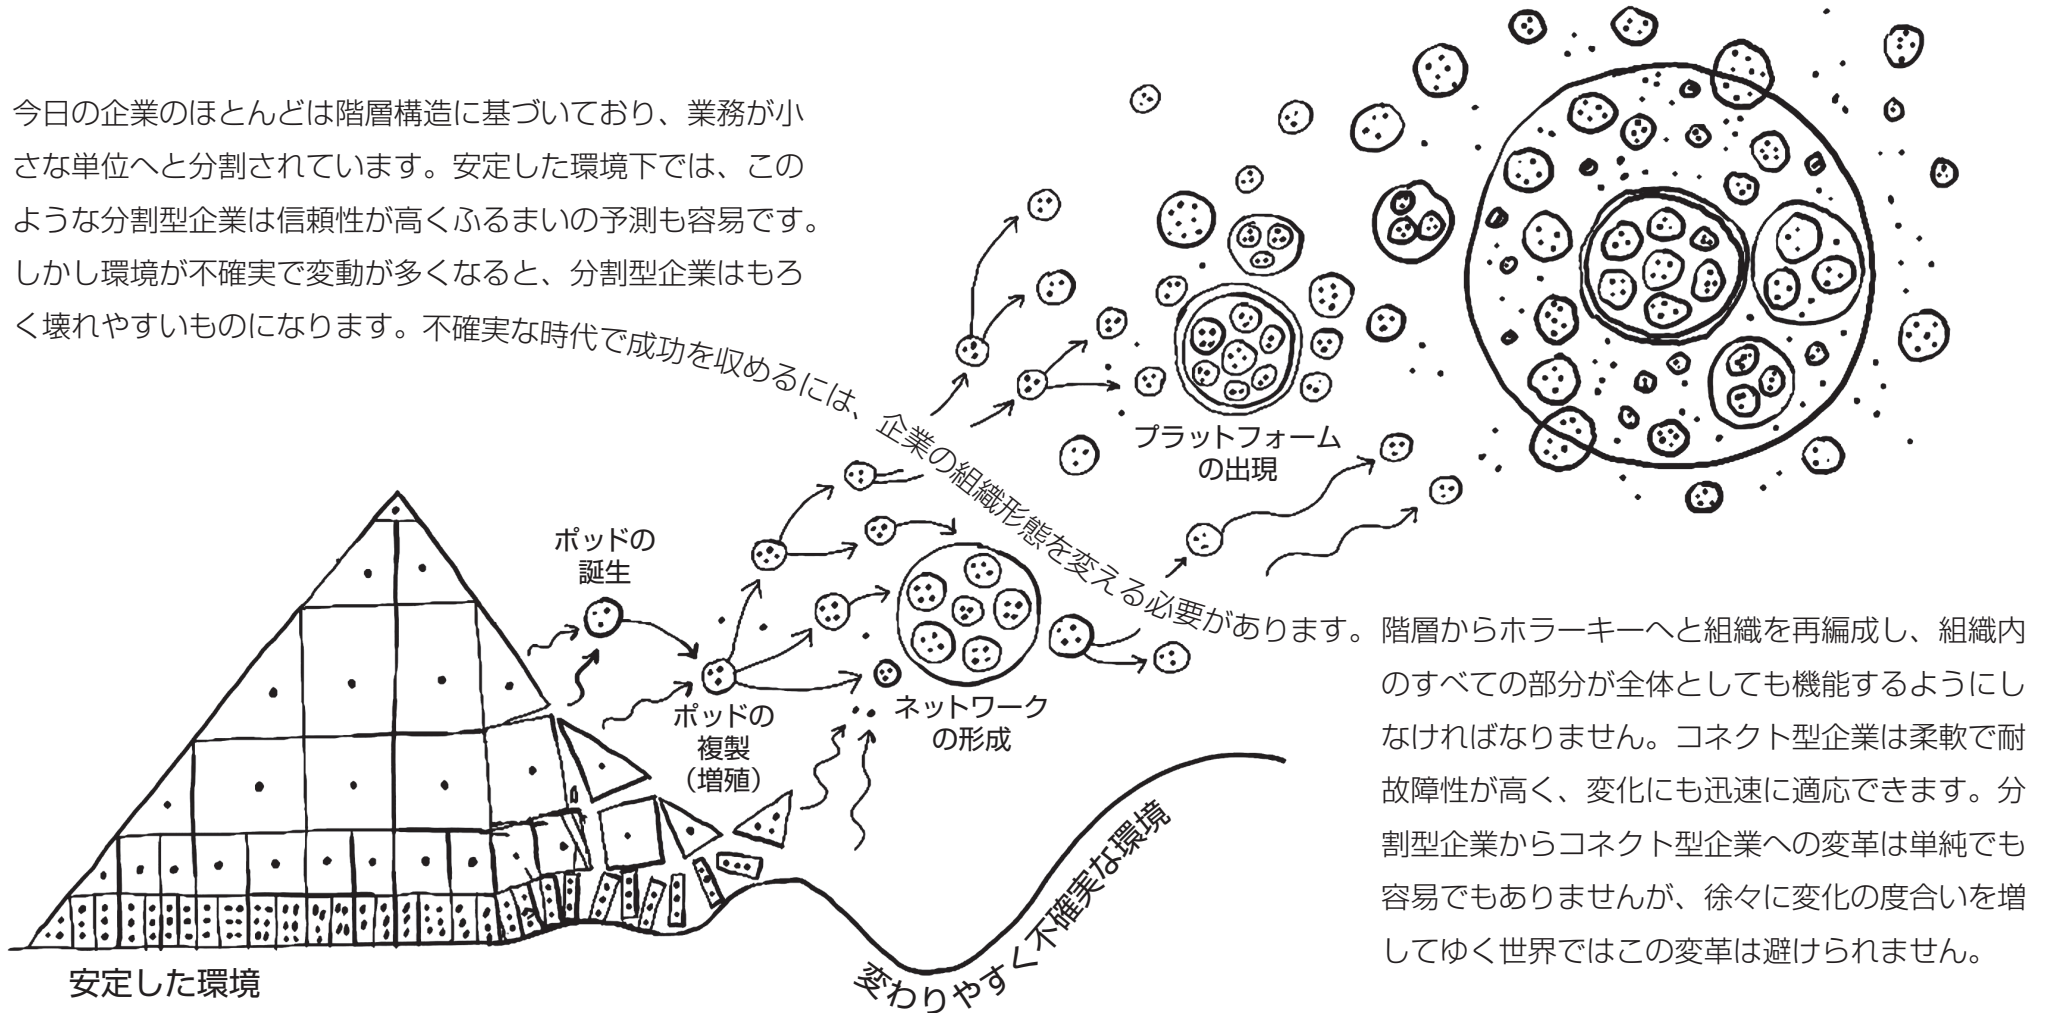 今日の企業のほとんどは階層構造に基づいており、業務が小
さな単位へと分割されています。安定した環境下では、この
ような分割型企業は信頼性が高くふるまいの予測も容易です。
しかし環境が不確実で変動が多くなると、分割型企業はもろ
く壊れやすいものになります。不確実な時代で成功を収めるには、企業の組織形態を変える必要があります。階層からホラーキーへと組織を再編成し、組織内
のすべての部分が全体としても機能するようにし
なければなりません。コネクト型企業は柔軟で耐
故障性が高く、変化にも迅速に適応できます。分
割型企業からコネクト型企業への変革は単純でも
容易でもありませんが、徐々に変化の度合いを増
してゆく世界ではこの変革は避けられません。
プラットフォーム
の出現
ポッドの
誕生
ポッドの
複製
（増殖）
ネットワーク
の形成
安定した環境
変わりやすく不確実な環境